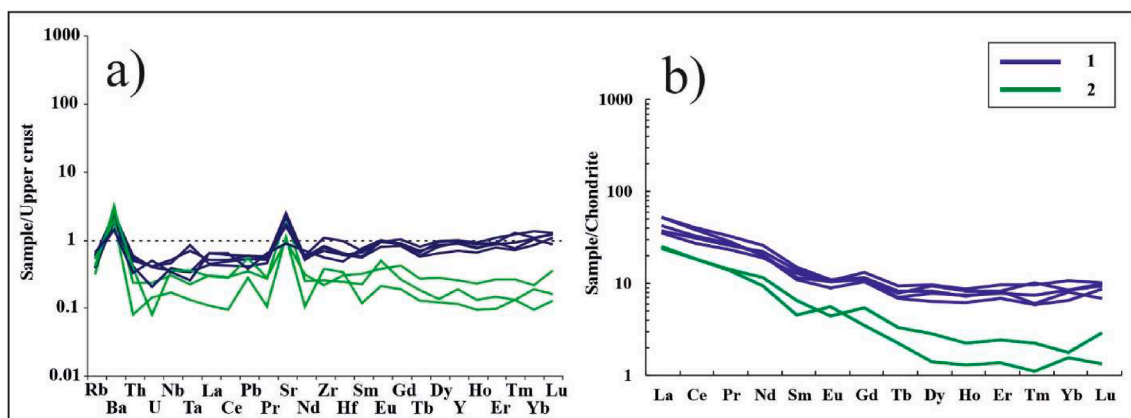 a)
Sample/Upper crust
1000
100
10
1
0.1
0.01
Rb Th Nb La Pb Sr Zr Sm Gd Dy Ho Tm Lu
Ba U Ta Ce Pr Nd Hf Eu Tb Y Er Yb
b)
1
2
Sample/Chondrite
1000
100
10
1
La Ce Pr Nd Sm Eu Gd Tb Dy Ho Er Tm Yb Lu